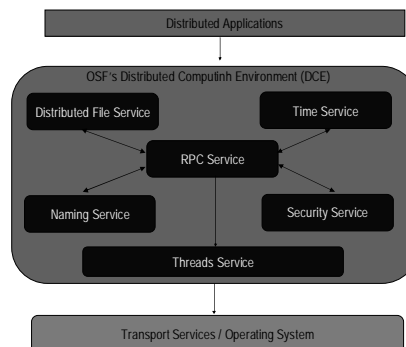 Distributed Applications
OSF's Distributed Computinh Environment (DCE)
Distributed File Service
Time Service
RPC Service
Naming Service
Security Service
Threads Service
Transport Services / Operating System